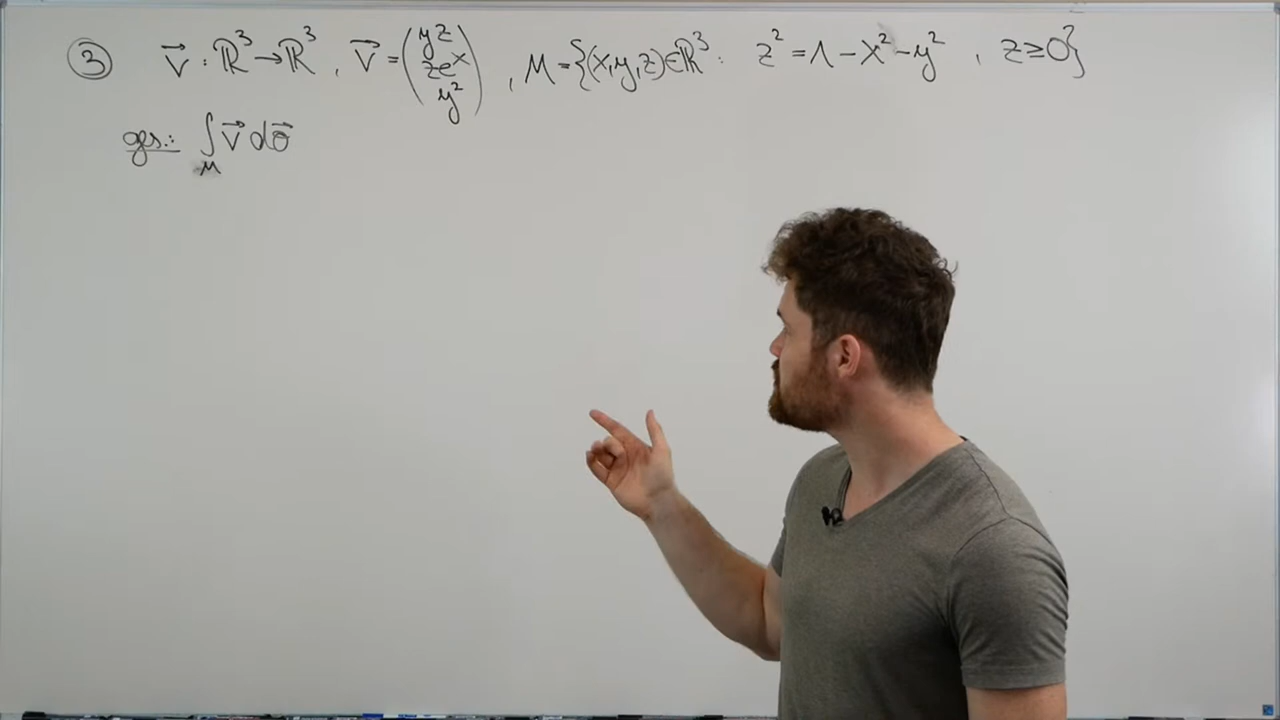 ③ v⃗ : ℝ³ → ℝ³, v⃗ = (yz, ze^x, y²), M = {(x,y,z) ∈ ℝ³ : z² = 1 - x² - y², z ≥ 0}
ges.: ∫_M v⃗ dσ⃗